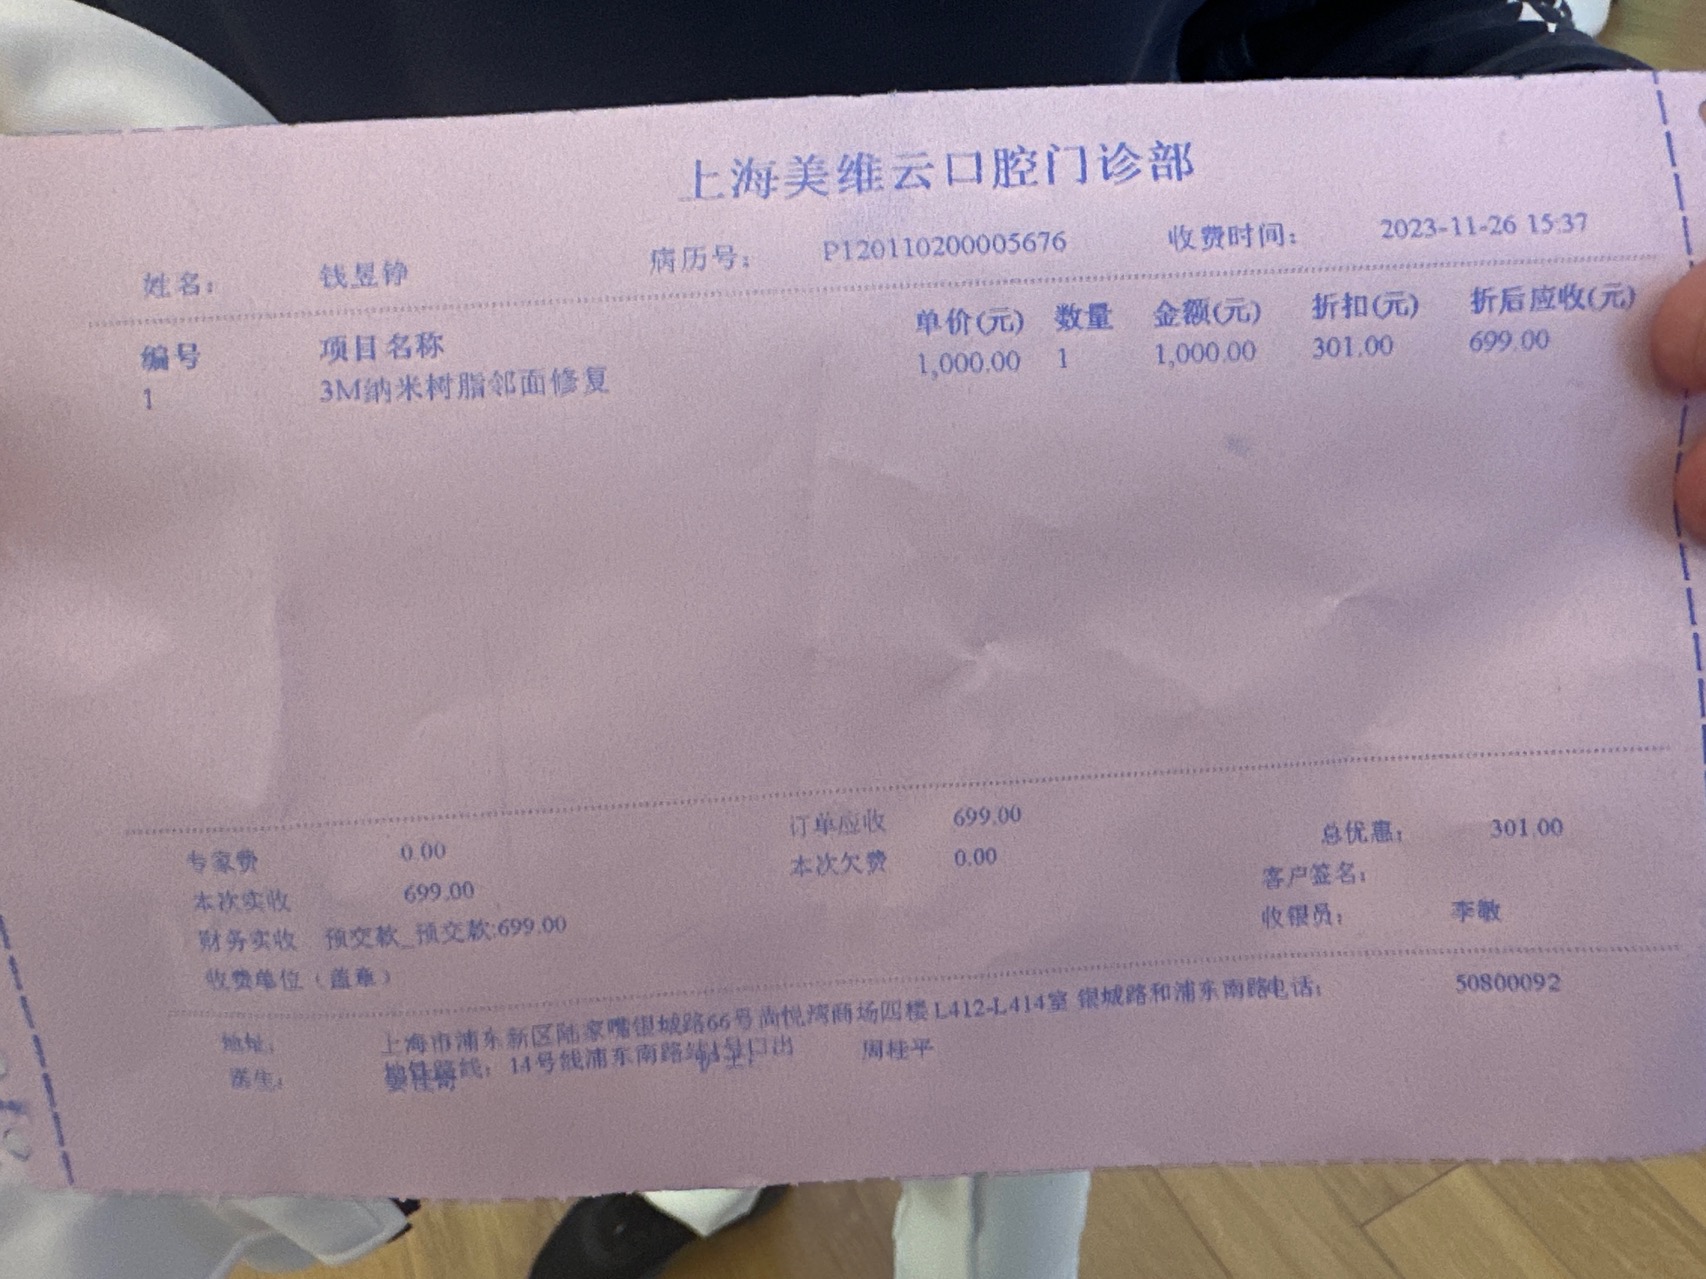 上海美维云口腔门诊部
姓名: 钱昱铮 病历号: P120110200005676 收费时间: 2023-11-26 15:37
编号 项目名称 单价(元) 数量 金额(元) 折扣(元) 折后应收(元)
1 3M纳米树脂邻面修复 1,000.00 1 1,000.00 301.00 699.00
专家费 0.00 订单应收 699.00 总优惠: 301.00
本次实收 699.00 本次欠费 0.00 客户签名:
财务实收 预交款_预交款:699.00 收银员: 李敏
收费单位(盖章)
地址: 上海市浦东新区陆家嘴银城路66号尚悦湾商场四楼L412-L414室 银城路和浦东南路 电话: 50800092
14号线浦东南路站 口出
医生: 周桂平